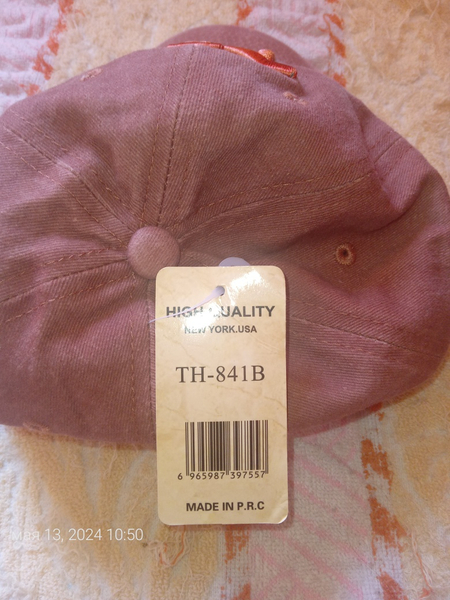 HIGH QUALITY
NEW YORK.USA
TH-841B
6 965987 397557
MADE IN P.R.C
мая 13, 2024 10:50